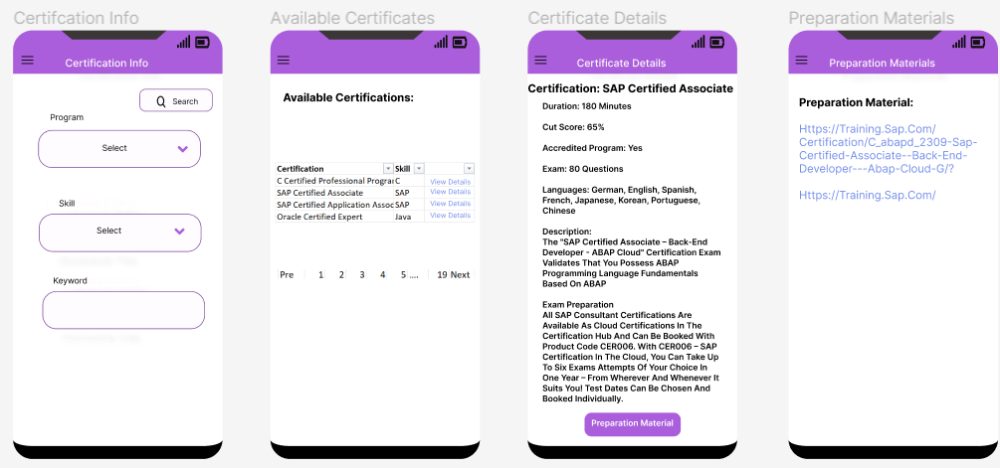 Certifcation Info
Certification Info
Search
Program
Select
Skill
Select
Keyword
Available Certificates
Available Certifications:
Certification Skill
C Certified Professional Prograr C View Details
SAP Certified Associate SAP View Details
SAP Certified Application Assoc SAP View Details
Oracle Certified Expert Java View Details
Pre 1 2 3 4 5 .... 19 Next
Certificate Details
Certificate Details
Certification: SAP Certified Associate
Duration: 180 Minutes
Cut Score: 65%
Accredited Program: Yes
Exam: 80 Questions
Languages: German, English, Spanish,
French, Japanese, Korean, Portuguese,
Chinese
Description:
The "SAP Certified Associate – Back-End
Developer - ABAP Cloud" Certification Exam
Validates That You Possess ABAP
Programming Language Fundamentals
Based On ABAP
Exam Preparation
All SAP Consultant Certifications Are
Available As Cloud Certifications In The
Certification Hub And Can Be Booked With
Product Code CER006. With CER006 – SAP
Certification In The Cloud, You Can Take Up
To Six Exams Attempts Of Your Choice In
One Year – From Wherever And Whenever It
Suits You! Test Dates Can Be Chosen And
Booked Individually.
Preparation Material
Preparation Materials
Preparation Materials
Preparation Material:
Https://Training.Sap.Com/
Certification/C_abapd_2309-Sap-
Certified-Associate--Back-End-
Developer---Abap-Cloud-G/?
Https://Training.Sap.Com/